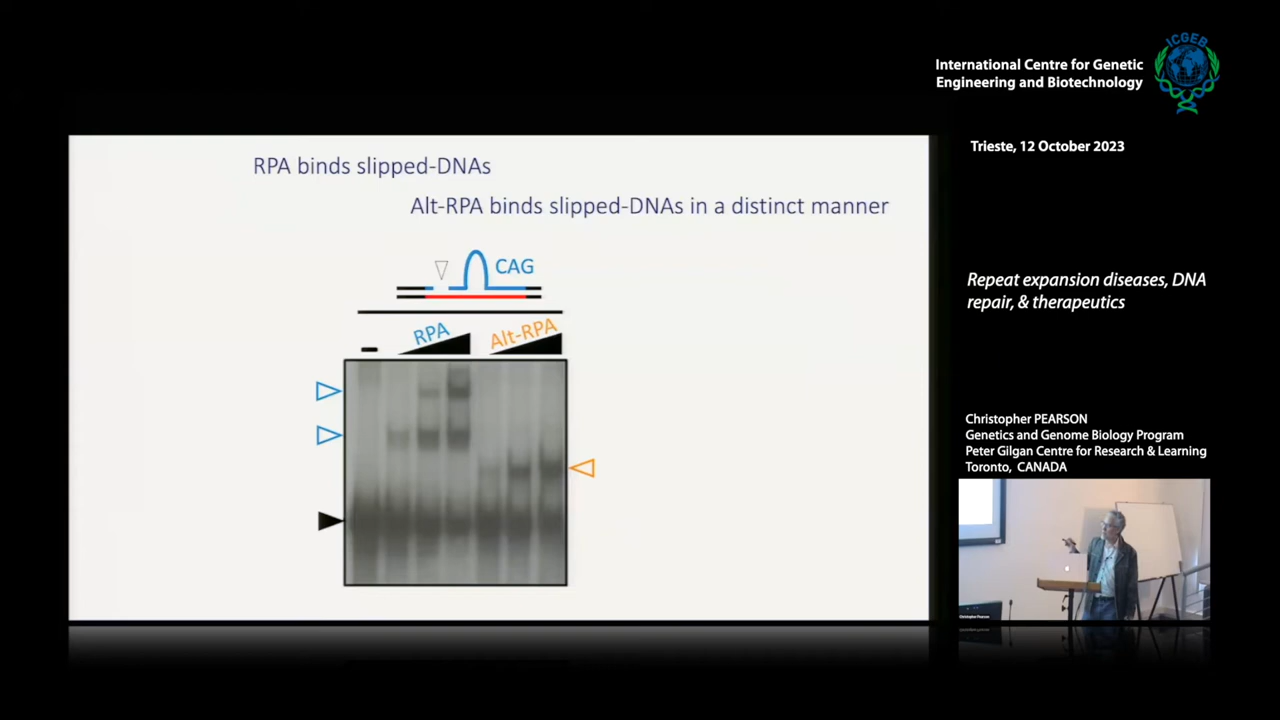 International Centre for Genetic
Engineering and Biotechnology
ICGEB
Trieste, 12 October 2023
RPA binds slipped-DNAs
Alt-RPA binds slipped-DNAs in a distinct manner
CAG
RPA
Alt-RPA
Repeat expansion diseases, DNA
repair, & therapeutics
Christopher PEARSON
Genetics and Genome Biology Program
Peter Gilgan Centre for Research & Learning
Toronto, CANADA
Christopher Pearson